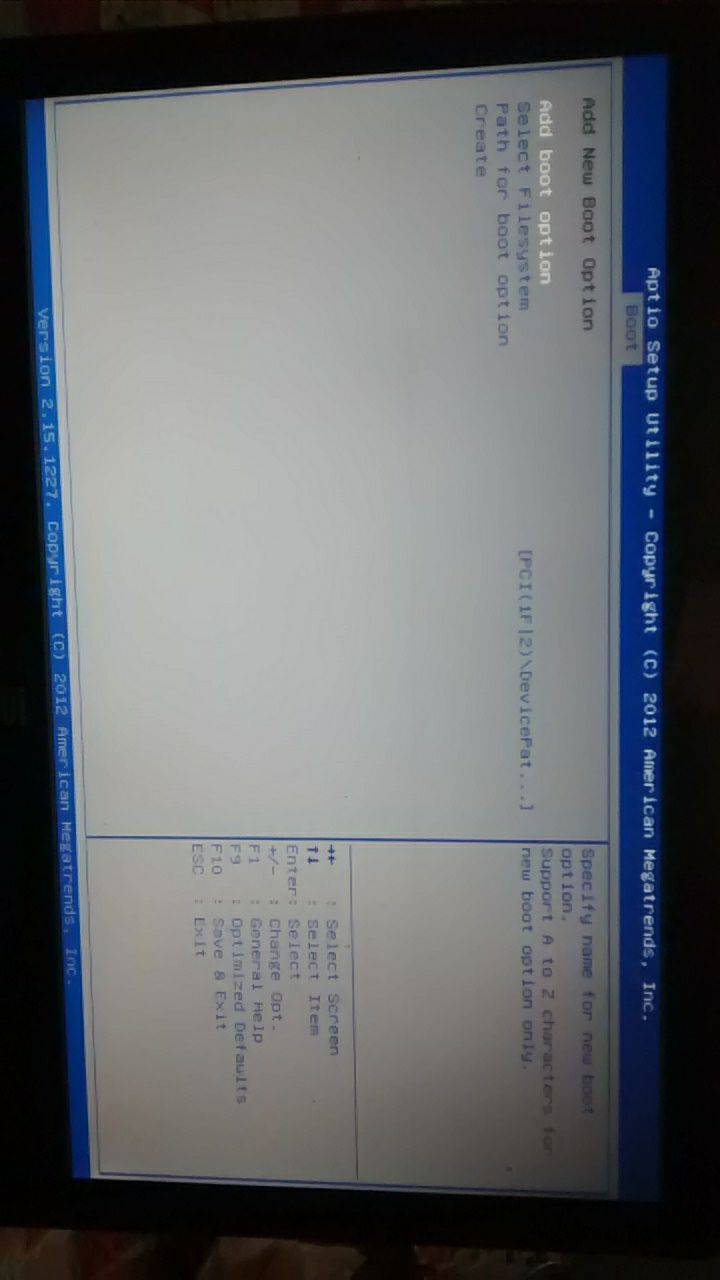 Aptio Setup Utility - Copyright (C) 2012 American Megatrends, Inc.
Boot
Add New Boot Option
Add boot option
Select Filesystem [PCI(1F|2)\DevicePat...]
Path for boot option
Create
Specify name for new boot
option.
Support A to Z characters for
new boot option only.
→← : Select Screen
↑↓ : Select Item
Enter: Select
+/- : Change Opt.
F1 : General Help
F9 : Optimized Defaults
F10 : Save & Exit
ESC : Exit
Version 2.15.1227. Copyright (C) 2012 American Megatrends, Inc.